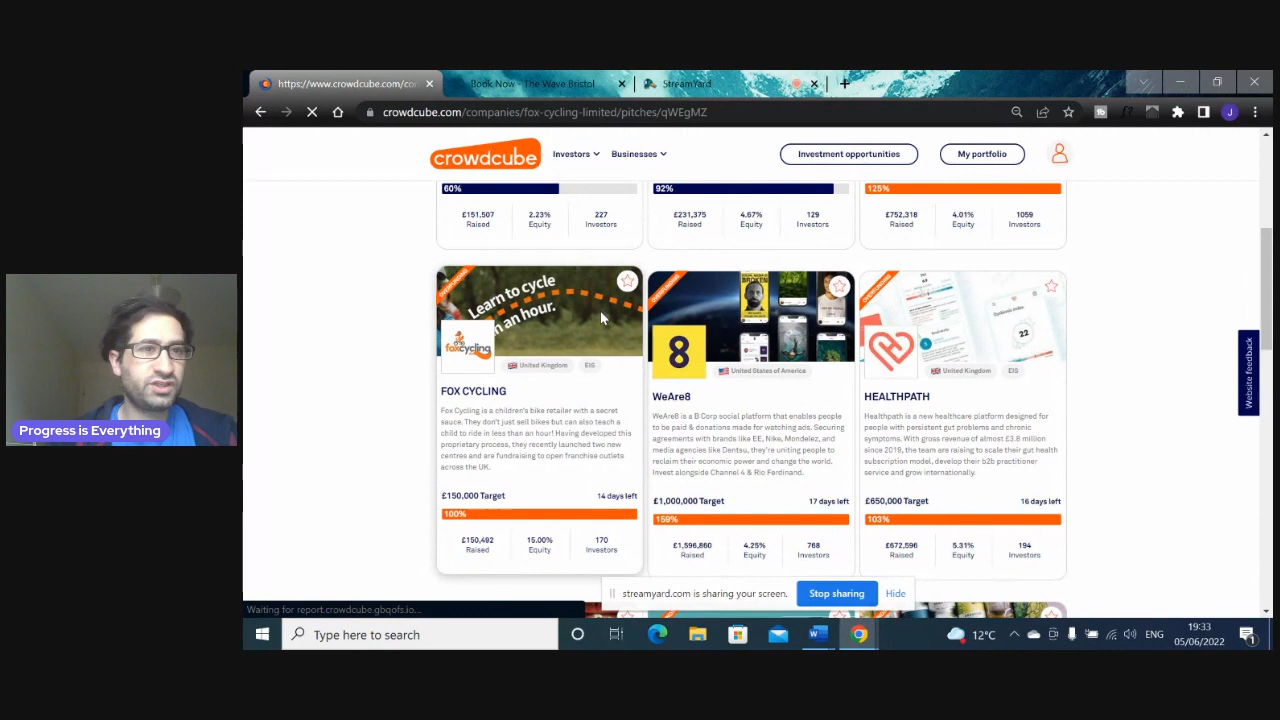 https://www.crowdcube.com/co
Book Now - The Wave Bristol
StreamYard
crowdcube.com/companies/fox-cycling-limited/pitches/qWEgMZ
J
crowdcube
Investors
Businesses
Investment opportunities
My portfolio
60%
92%
125%
£151,507
2.23%
227
Raised
Equity
Investors
£231,375
4.67%
129
Raised
Equity
Investors
£752,318
4.01%
1059
Raised
Equity
Investors
OVERFUNDING
Learn to cycle
in an hour.
foxcycling
United Kingdom
EIS
FOX CYCLING
Fox Cycling is a children's bike retailer with a secret
sauce. They don't just sell bikes but can also teach a
child to ride in less than an hour! Having developed this
proprietary process, they recently launched two new
centres and are fundraising to open franchise outlets
across the UK.
£150,000 Target
14 days left
100%
£150,492
15.00%
170
Raised
Equity
Investors
OVERFUNDING
BROKEN
8
United States of America
WeAre8
WeAre8 is a B Corp social platform that enables people
to be paid & donations made for watching ads. Securing
agreements with brands like EE, Nike, Mondelez, and
media agencies like Dentsu, they're uniting people to
reclaim their economic power and change the world.
Invest alongside Channel 4 & Rio Ferdinand.
£1,000,000 Target
17 days left
159%
£1,596,860
4.25%
768
Raised
Equity
Investors
OVERFUNDING
22
United Kingdom
EIS
HEALTHPATH
Healthpath is a new healthcare platform designed for
people with persistent gut problems and chronic
symptoms. With gross revenue of almost £3.8 million
since 2019, the team are raising to scale their gut health
subscription model, develop their b2b practitioner
service and grow internationally.
£650,000 Target
16 days left
103%
£672,596
5.31%
194
Raised
Equity
Investors
Website feedback
Progress is Everything
streamyard.com is sharing your screen.
Stop sharing
Hide
Waiting for report.crowdcube.gbqofs.io...
Type here to search
12°C
ENG
19:33
05/06/2022
1